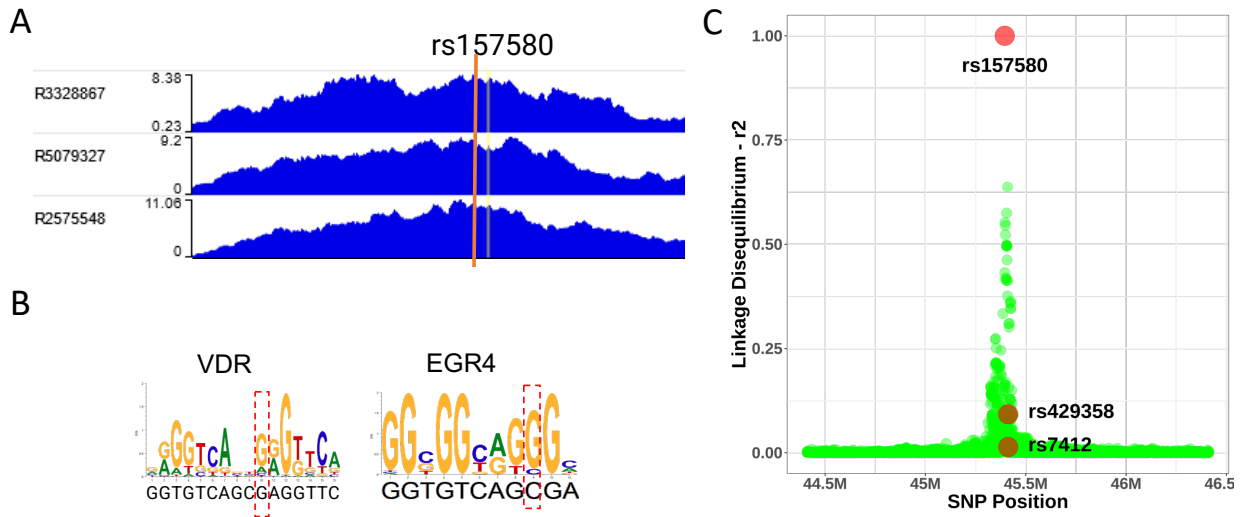 A
rs157580
R3328867
8.38
0.23
R5079327
9.2
0
R2575548
11.06
0
B
VDR
GGTGTCAGCGAGGTTC
EGR4
GGTGTCAGCGA
C
Linkage Disequilibrium - r2
1.00
0.75
0.50
0.25
0.00
rs157580
rs429358
rs7412
44.5M
45M
45.5M
46M
46.5
SNP Position